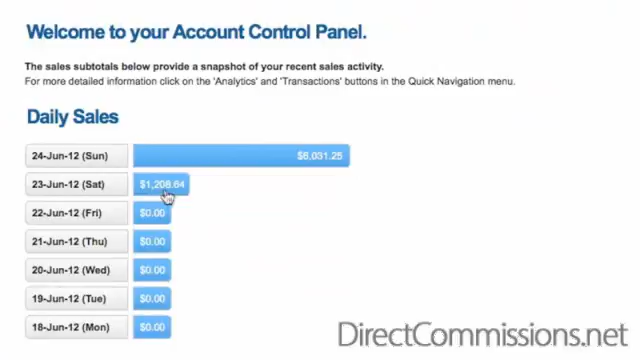 Welcome to your Account Control Panel.
The sales subtotals below provide a snapshot of your recent sales activity.
For more detailed information click on the 'Analytics' and 'Transactions' buttons in the Quick Navigation menu.
Daily Sales
24-Jun-12 (Sun) $6,031.25
23-Jun-12 (Sat) $1,208.64
22-Jun-12 (Fri) $0.00
21-Jun-12 (Thu) $0.00
20-Jun-12 (Wed) $0.00
19-Jun-12 (Tue) $0.00
18-Jun-12 (Mon) $0.00
DirectCommissions.net